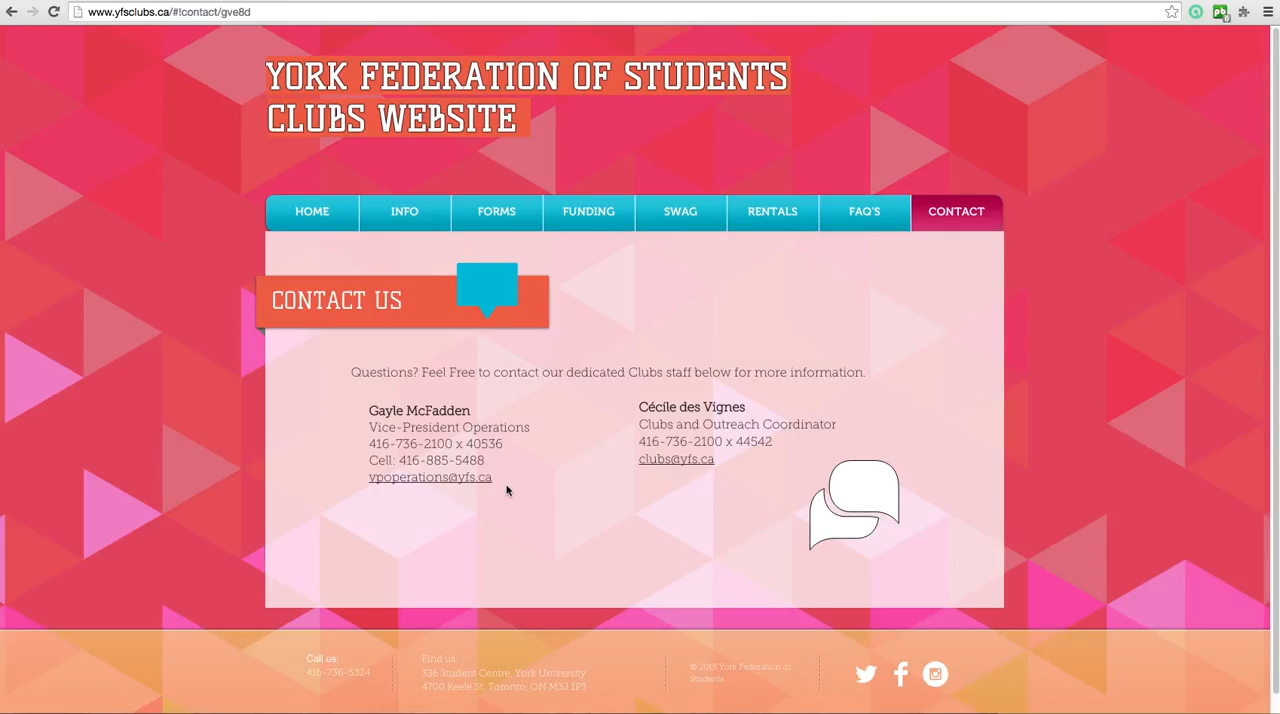 www.yfsclubs.ca/#!contact/gve8d
YORK FEDERATION OF STUDENTS
CLUBS WEBSITE
HOME INFO FORMS FUNDING SWAG RENTALS FAQ'S CONTACT
CONTACT US
Questions? Feel Free to contact our dedicated Clubs staff below for more information.
Gayle McFadden
Vice-President Operations
416-736-2100 x 40536
Cell: 416-885-5488
vpoperations@yfs.ca
Cécile des Vignes
Clubs and Outreach Coordinator
416-736-2100 x 44542
clubs@yfs.ca
Call us:
416-736-5324
Find us:
336 Student Centre, York University
4700 Keele St. Toronto, ON M3J 1P3
© 2015 York Federation of
Students